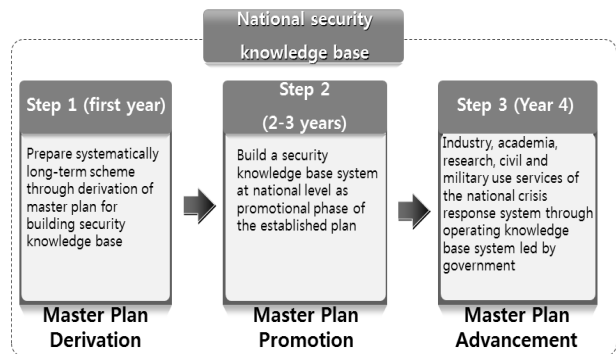 National security
knowledge base
Step 1 (first year)
Prepare systematically
long-term scheme
through derivation of
master plan for
building security
knowledge base
Master Plan
Derivation
Step 2
(2-3 years)
Build a security
knowledge base system
at national level as
promotional phase of
the established plan
Master Plan
Promotion
Step 3 (Year 4)
Industry, academia,
research, civil and
military use services of
the national crisis
response system through
operating knowledge
base system led by
government
Master Plan
Advancement